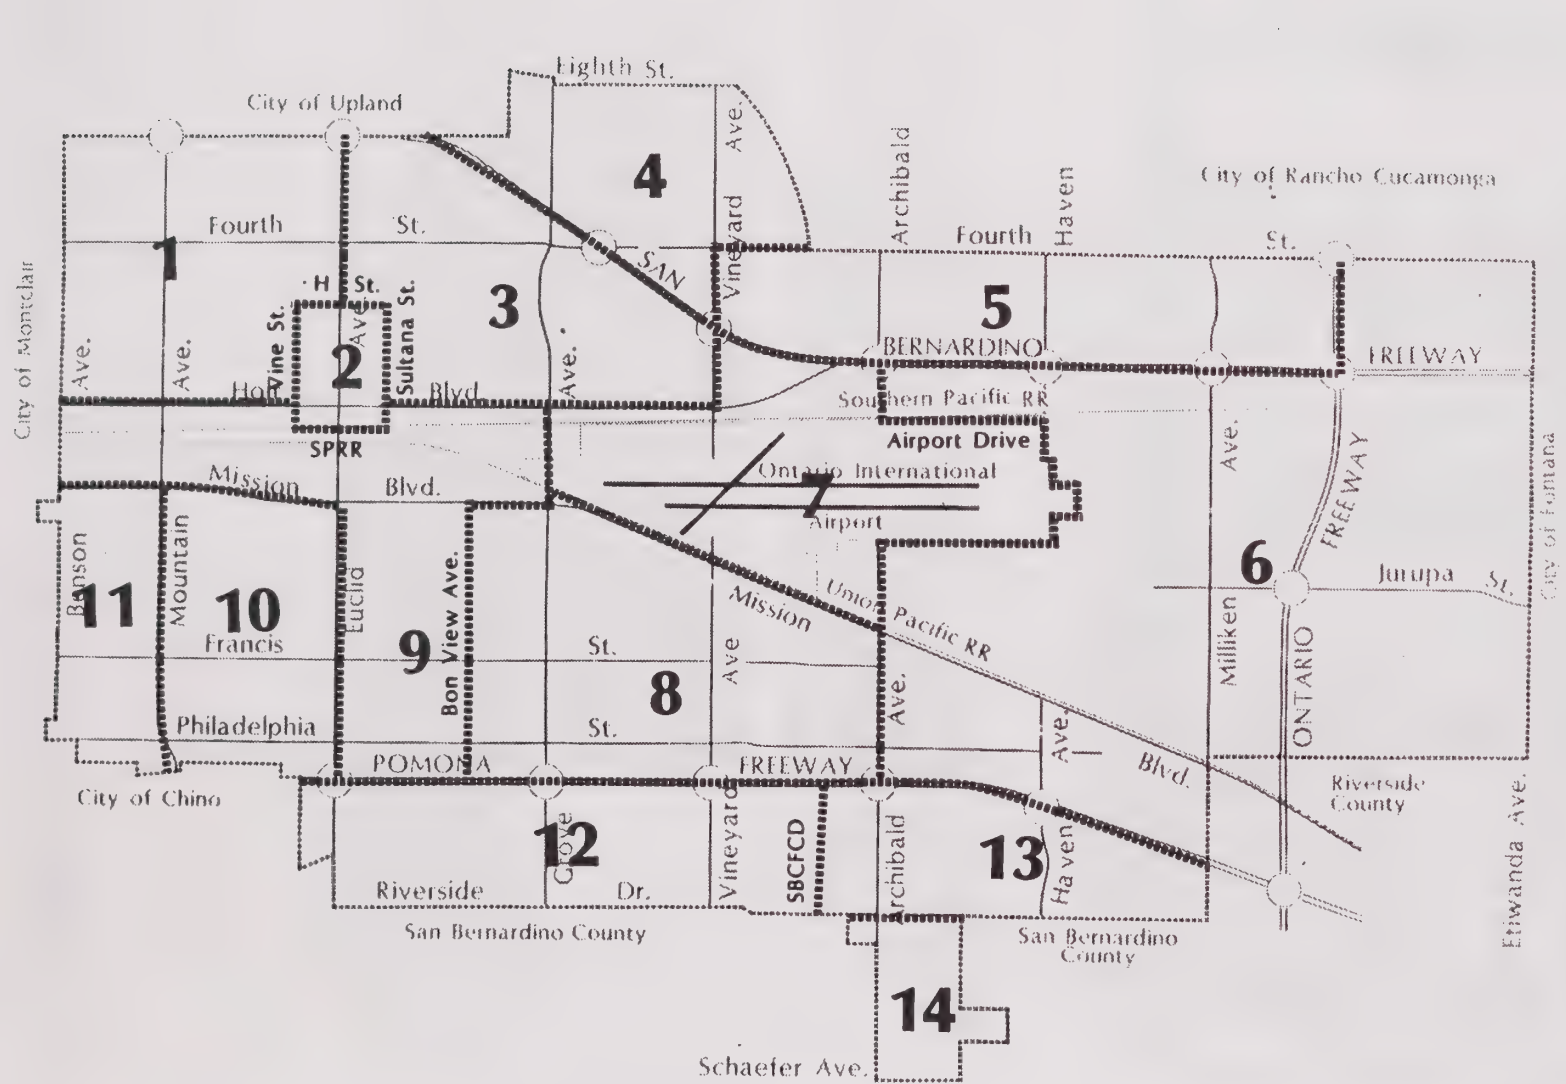 Eighth St.
City of Upland
Ave.
4
Archibald
Haven
City of Rancho Cucamonga
Fourth St.
Vineyard
Fourth
St.
1
SAN
H St.
Vine St.
Ave
Sultana St.
3
5
City of Montclair
Ave.
Ave.
2
Ave.
BERNARDINO
FREEWAY
Holt
Blvd.
Southern Pacific RR
SPRR
Airport Drive
Ave.
Mission
Blvd.
Ontario International
7
Airport
FREEWAY
City of Fontana
Benson
Mountain
Euclid
Bon View Ave.
6
Jurupa St.
11
10
Union Pacific RR
Mission
Francis
9
St.
Ave
8
Ave.
Milliken
ONTARIO
Philadelphia
St.
Ave.
POMONA
FREEWAY
Blvd.
City of Chino
Riverside
County
12
Grove
Vineyard
SBCFCD
Archibald
13
Haven
Etiwanda Ave.
Riverside
Dr.
San Bernardino County
San Bernardino
County
14
Schaefer Ave.